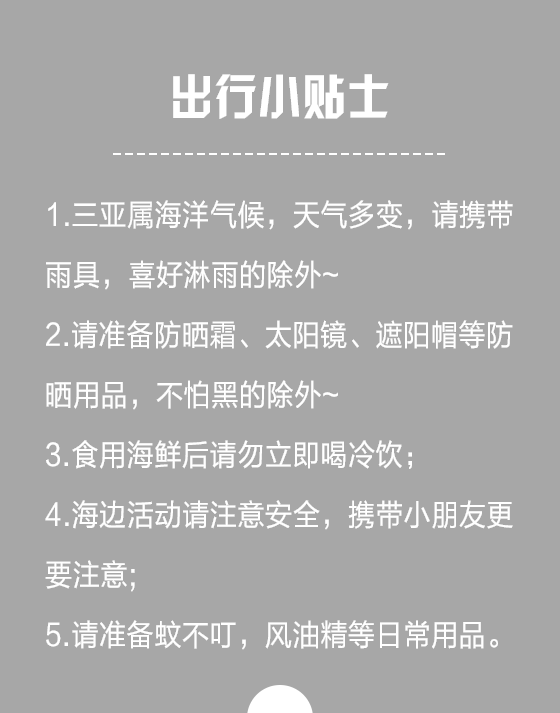 出行小贴士
1.三亚属海洋气候，天气多变，请携带
雨具，喜好淋雨的除外~
2.请准备防晒霜、太阳镜、遮阳帽等防
晒用品，不怕黑的除外~
3.食用海鲜后请勿立即喝冷饮；
4.海边活动请注意安全，携带小朋友更
要注意;
5.请准备蚊不叮，风油精等日常用品。